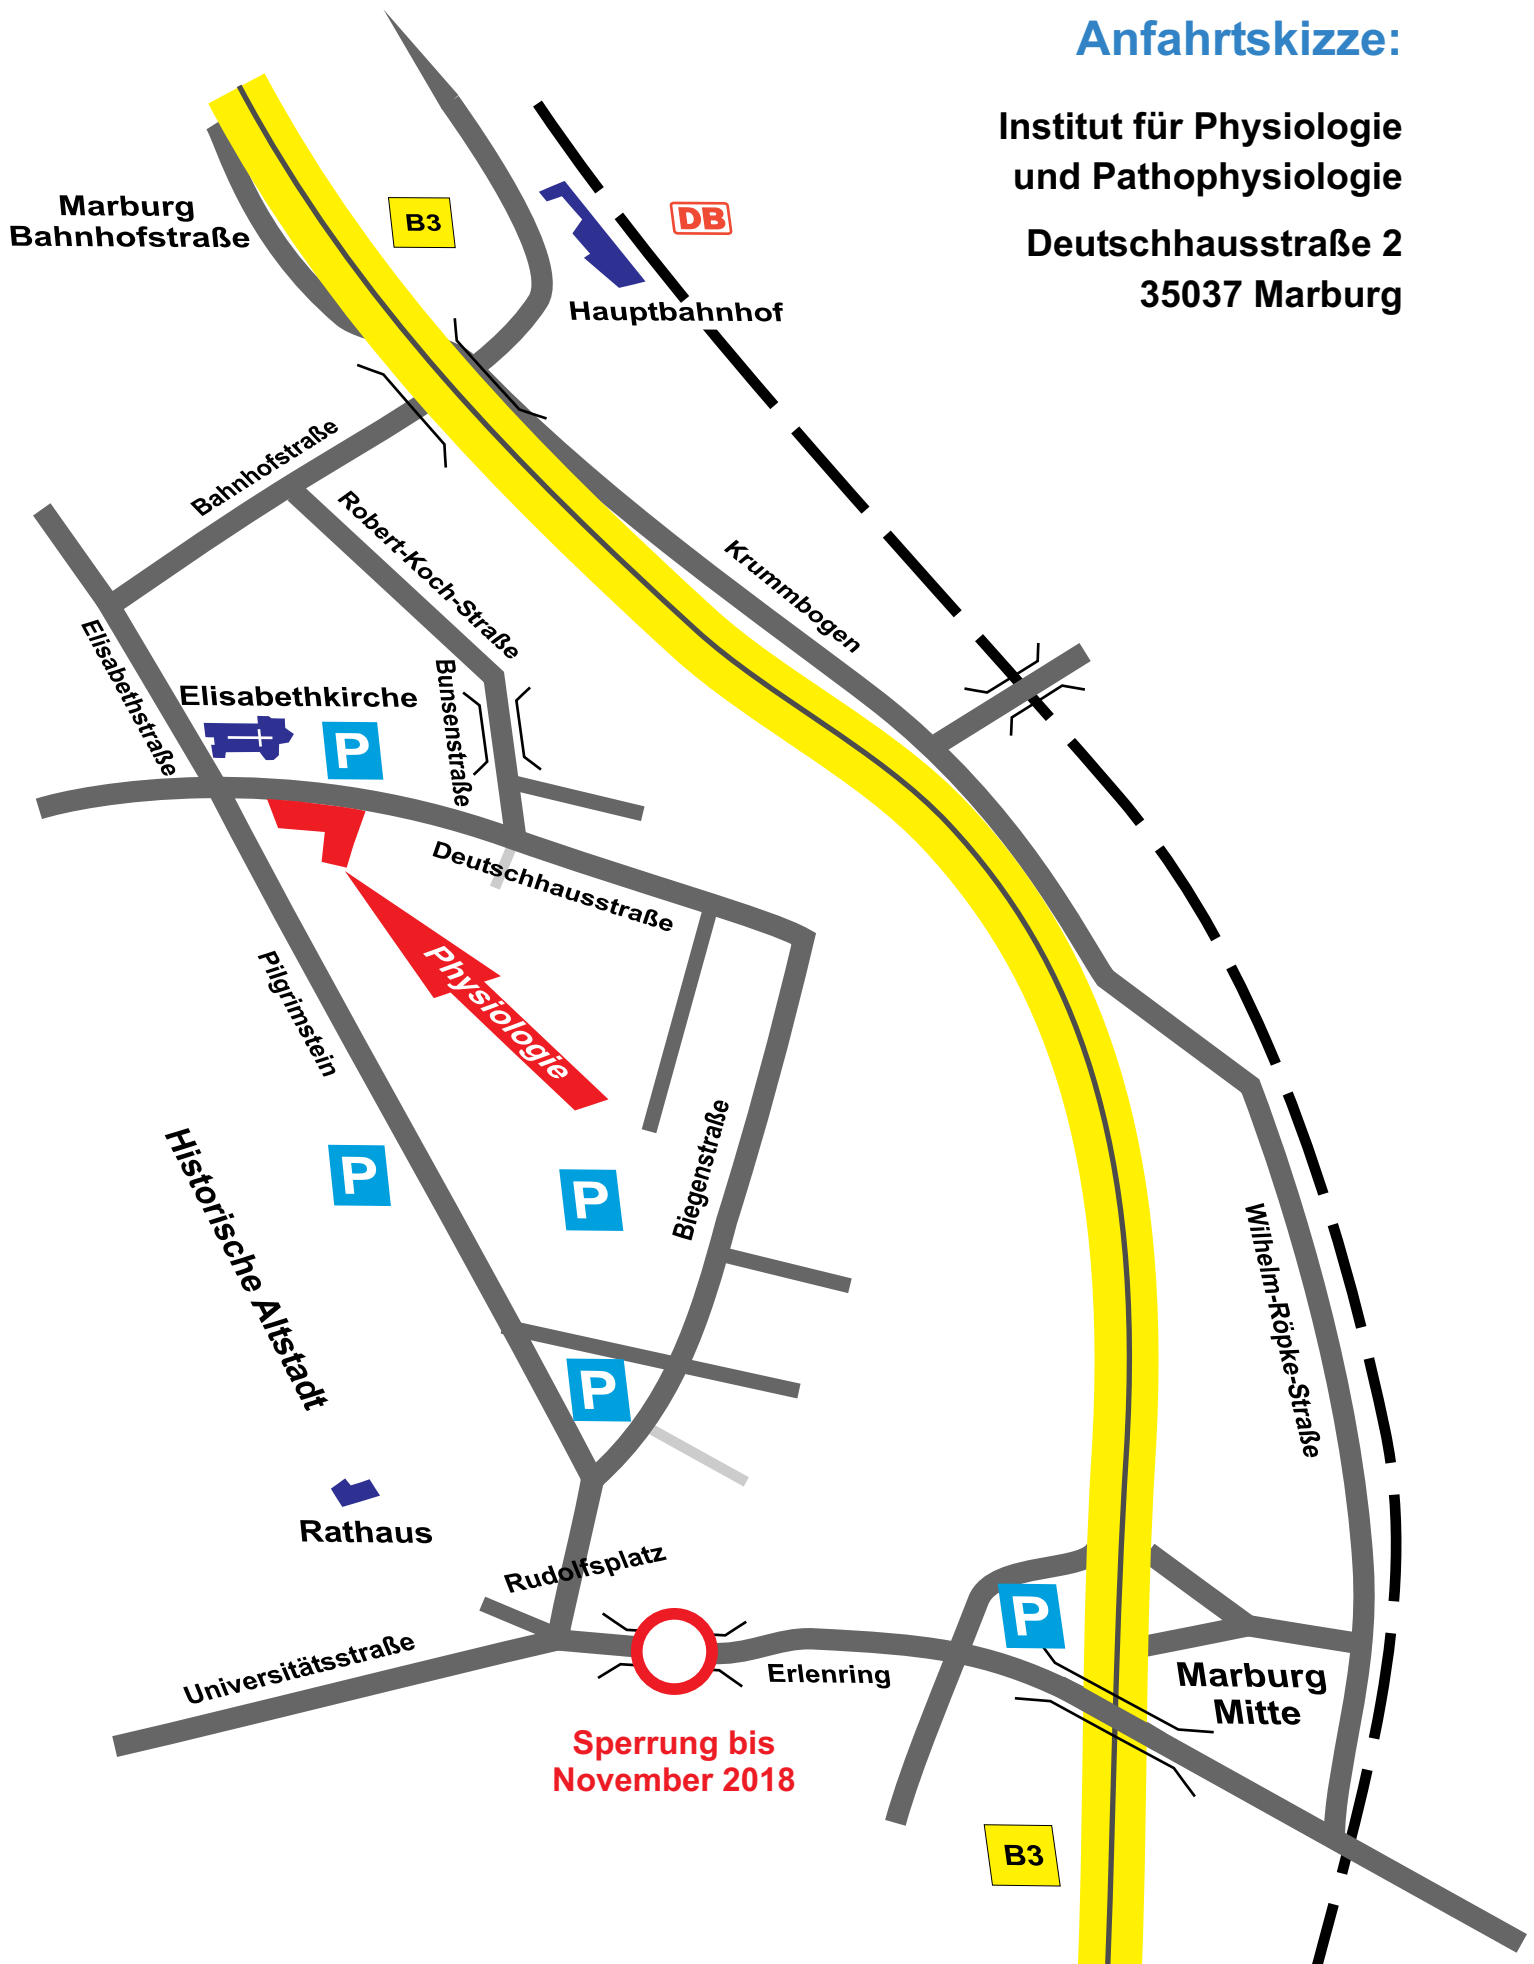 Anfahrtskizze:
Institut für Physiologie
und Pathophysiologie
Deutschhausstraße 2
35037 Marburg
Marburg
Bahnhofstraße
B3
DB
Hauptbahnhof
Bahnhofstraße
Robert-Koch-Straße
Krummbogen
Elisabethstraße
Elisabethkirche
P
Bunsenstraße
Deutschhausstraße
Pilgrimstein
Physiologie
Historische Altstadt
P
P
Biegenstraße
Wilhelm-Röpke-Straße
P
Rathaus
Rudolfsplatz
P
Universitätsstraße
Erlenring
Marburg
Mitte
Sperrung bis
November 2018
B3